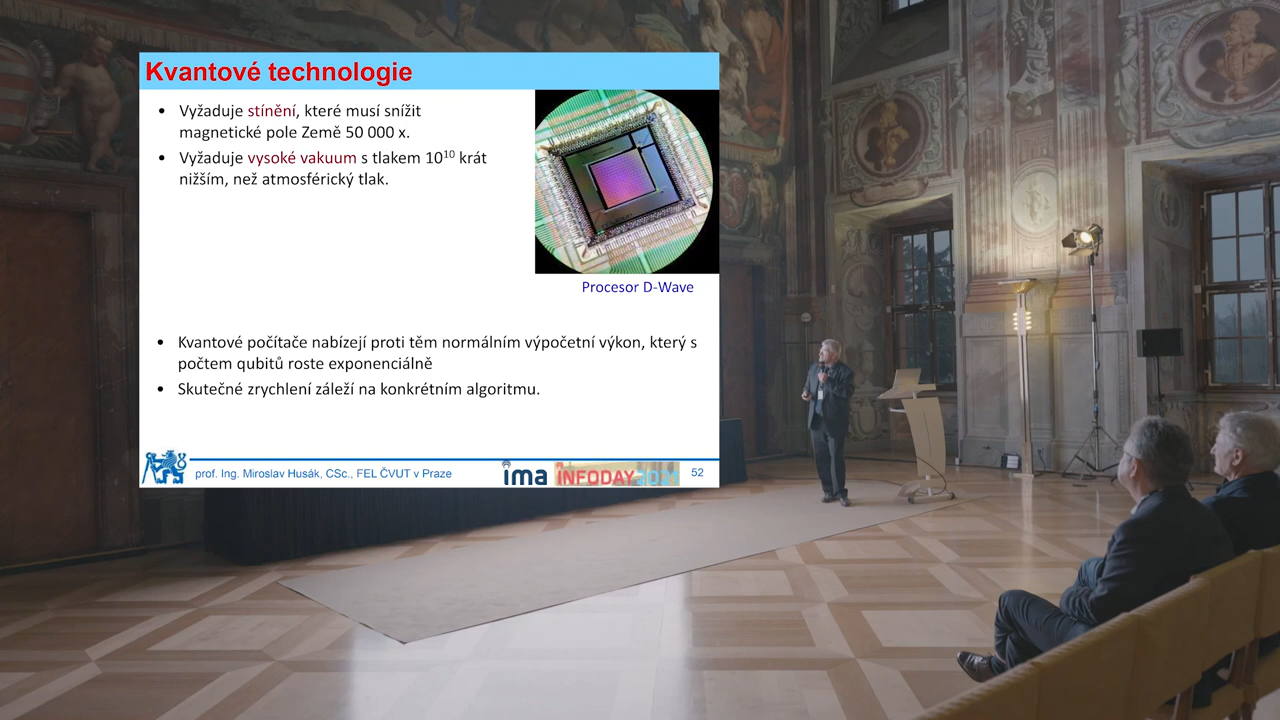 Kvantové technologie
• Vyžaduje stínění, které musí snížit
magnetické pole Země 50 000 x.
• Vyžaduje vysoké vakuum s tlakem 10¹⁰ krát
nižším, než atmosférický tlak.
Procesor D-Wave
• Kvantové počítače nabízejí proti těm normálním výpočetní výkon, který s
počtem qubitů roste exponenciálně
• Skutečné zrychlení záleží na konkrétním algoritmu.
prof. Ing. Miroslav Husák, CSc., FEL ČVUT v Praze
ima
INFODAY2021
52